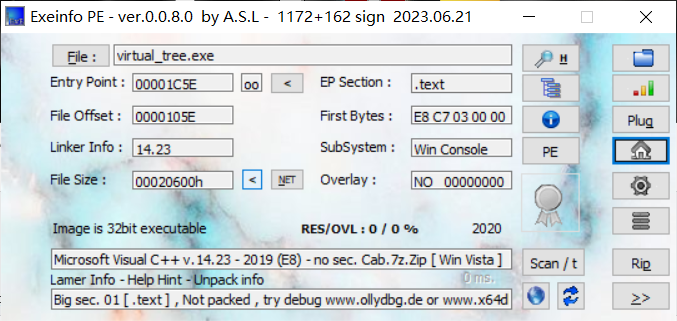 Exeinfo PE - ver.0.0.8.0 by A.S.L - 1172+162 sign 2023.06.21
File : virtual_tree.exe H
Entry Point : 00001C5E oo < EP Section : .text
File Offset : 0000105E First Bytes : E8 C7 03 00 00 Plug
Linker Info : 14.23 SubSystem : Win Console PE
File Size : 00020600h < NET Overlay : NO 00000000
Image is 32bit executable RES/OVL : 0 / 0 % 2020
Microsoft Visual C++ v.14.23 - 2019 (E8) - no sec. Cab.7z.Zip [ Win Vista ] Scan / t Rip
Lamer Info - Help Hint - Unpack info 0 ms.
Big sec. 01 [ .text ] , Not packed , try debug www.ollydbg.de or www.x64d >>